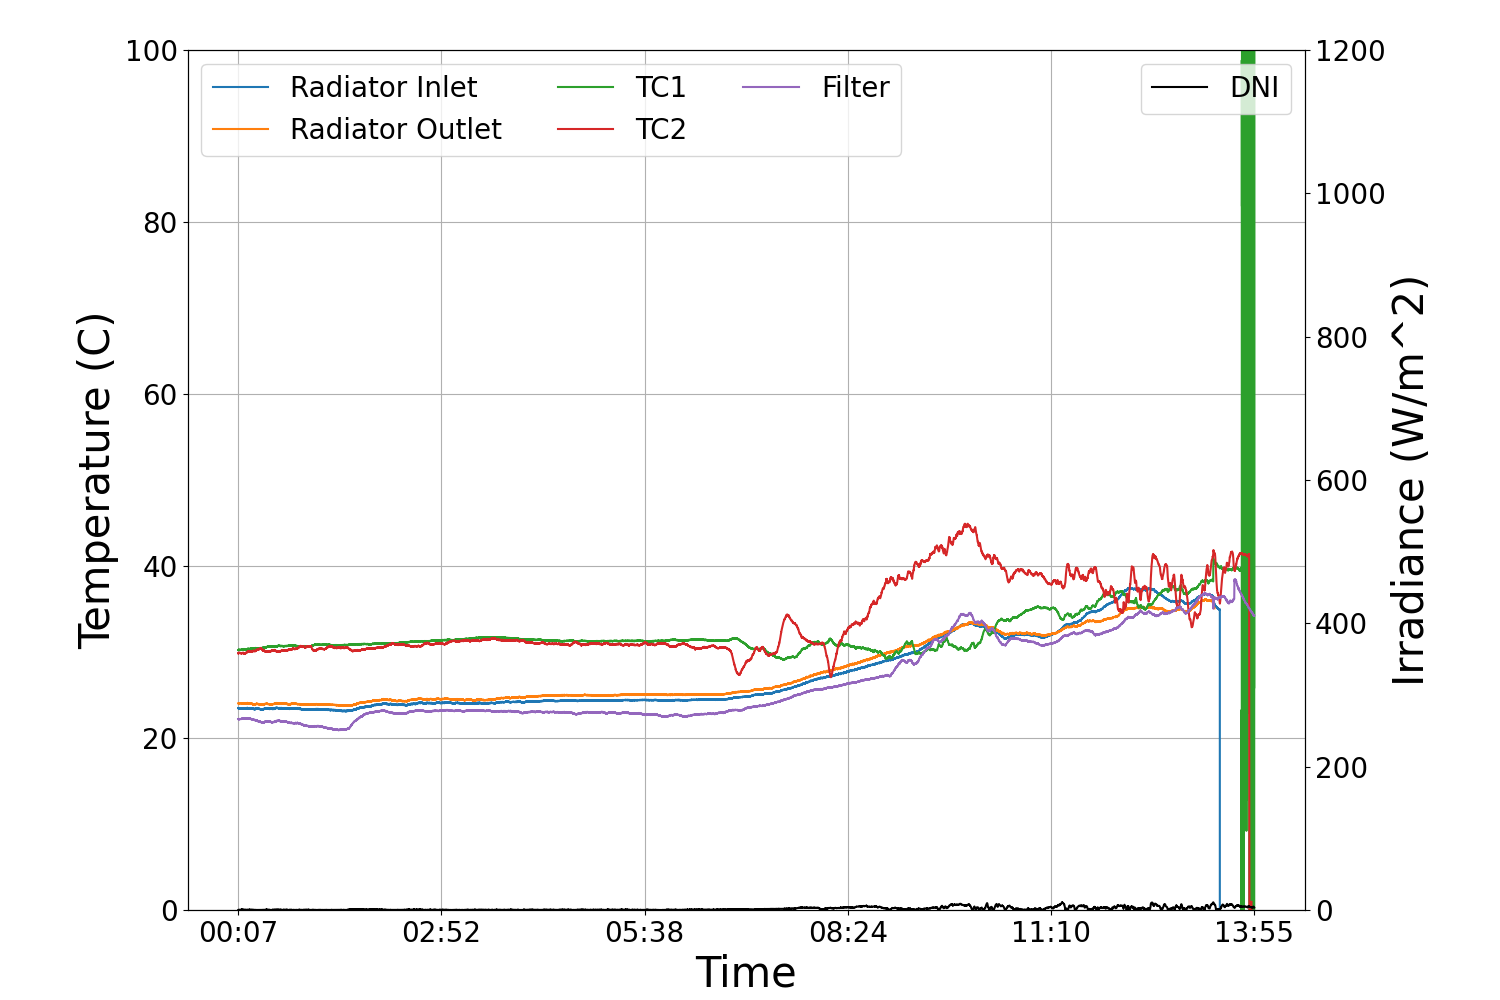 Radiator Inlet
Radiator Outlet
TC1
TC2
Filter
DNI
100
80
60
40
20
0
Temperature (C)
1200
1000
800
600
400
200
0
Irradiance (W/m^2)
00:07 02:52 05:38 08:24 11:10 13:55
Time